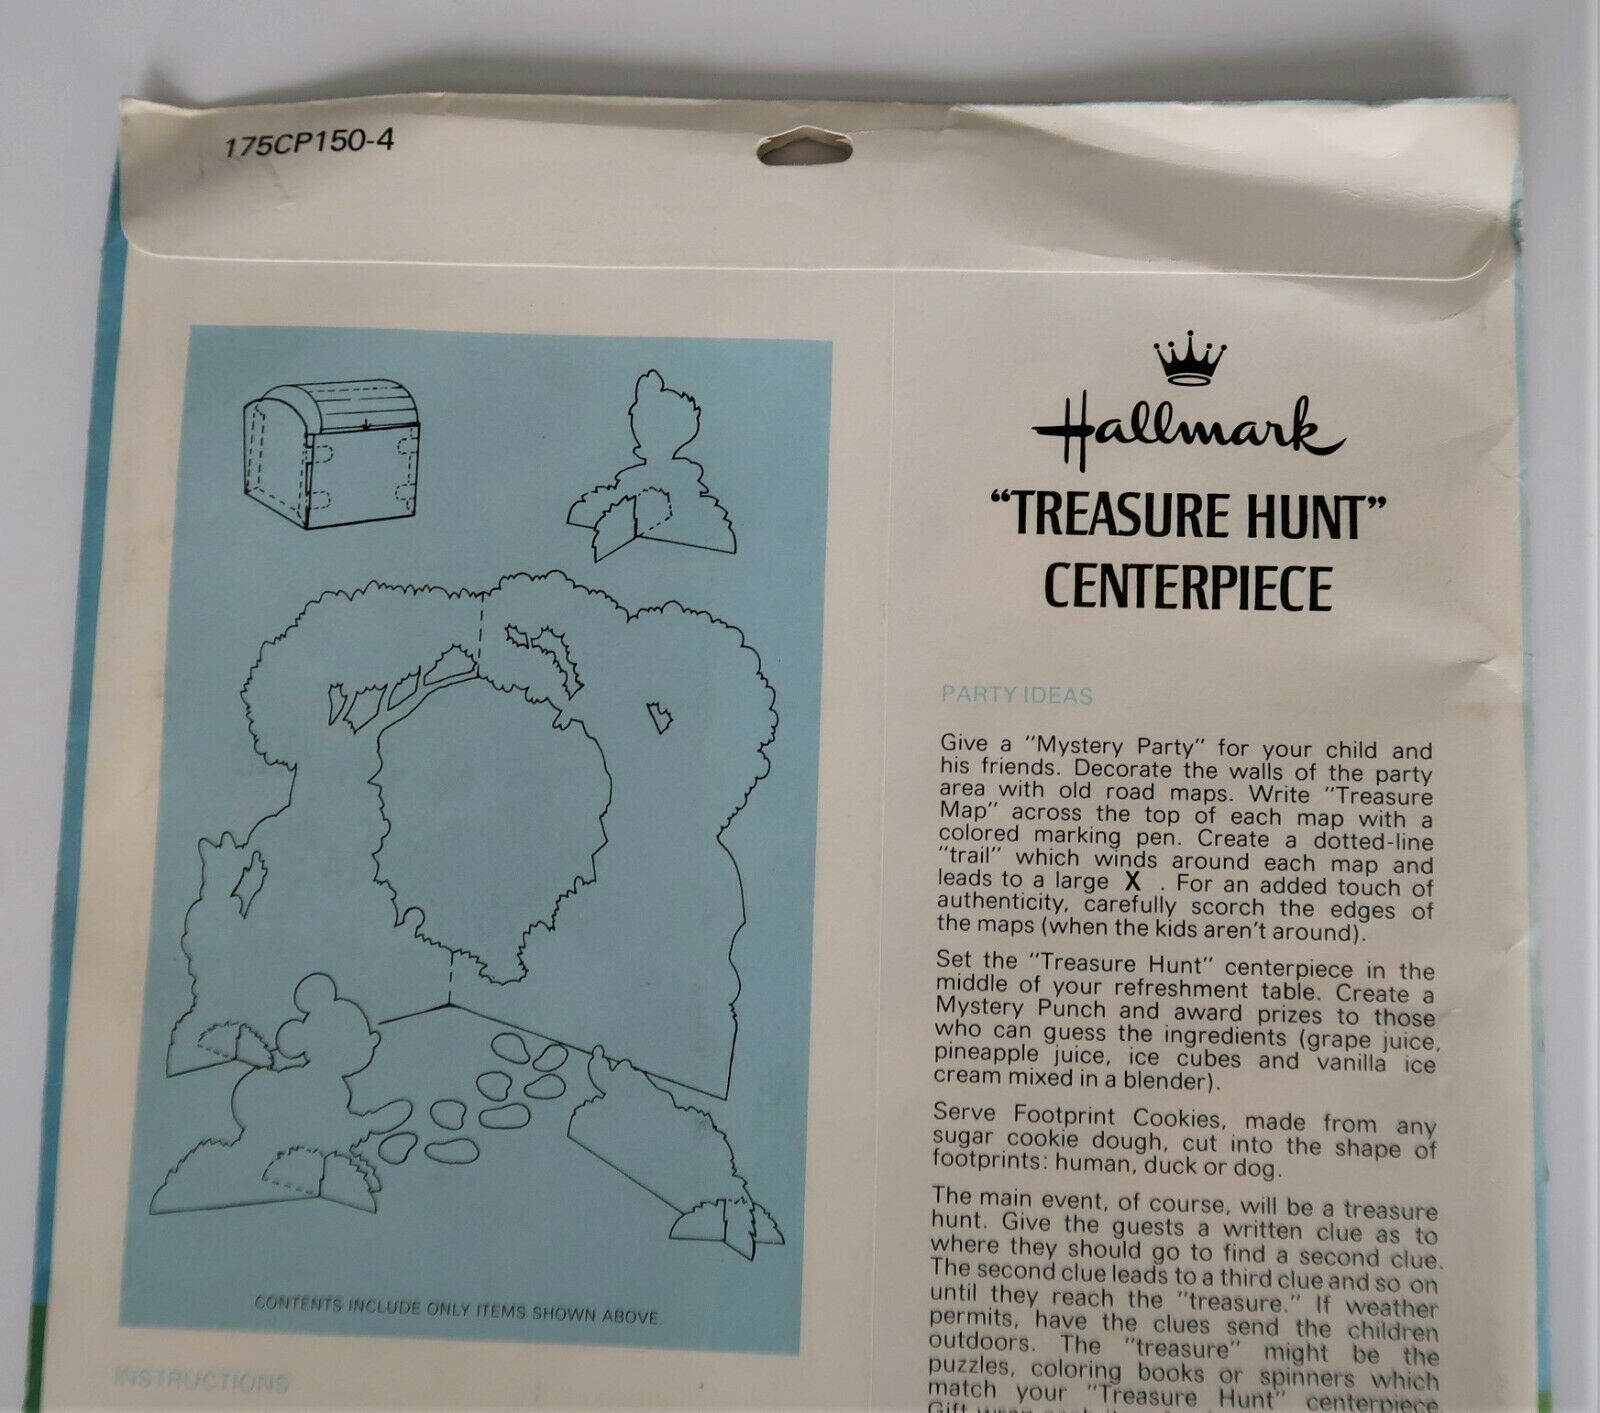 175CP150-4
Hallmark
“TREASURE HUNT”
CENTERPIECE
PARTY IDEAS
Give a "Mystery Party" for your child and
his friends. Decorate the walls of the party
area with old road maps. Write "Treasure
Map" across the top of each map with a
colored marking pen. Create a dotted-line
"trail" which winds around each map and
leads to a large X . For an added touch of
authenticity, carefully scorch the edges of
the maps (when the kids aren't around).
Set the "Treasure Hunt" centerpiece in the
middle of your refreshment table. Create a
Mystery Punch and award prizes to those
who can guess the ingredients (grape juice,
pineapple juice, ice cubes and vanilla ice
cream mixed in a blender).
Serve Footprint Cookies, made from any
sugar cookie dough, cut into the shape of
footprints: human, duck or dog.
The main event, of course, will be a treasure
hunt. Give the guests a written clue as to
where they should go to find a second clue.
The second clue leads to a third clue and so on
until they reach the "treasure." If weather
permits, have the clues send the children
outdoors. The "treasure" might be the
puzzles, coloring books or spinners which
match your "Treasure Hunt" centerpiece.
CONTENTS INCLUDE ONLY ITEMS SHOWN ABOVE.
INSTRUCTIONS